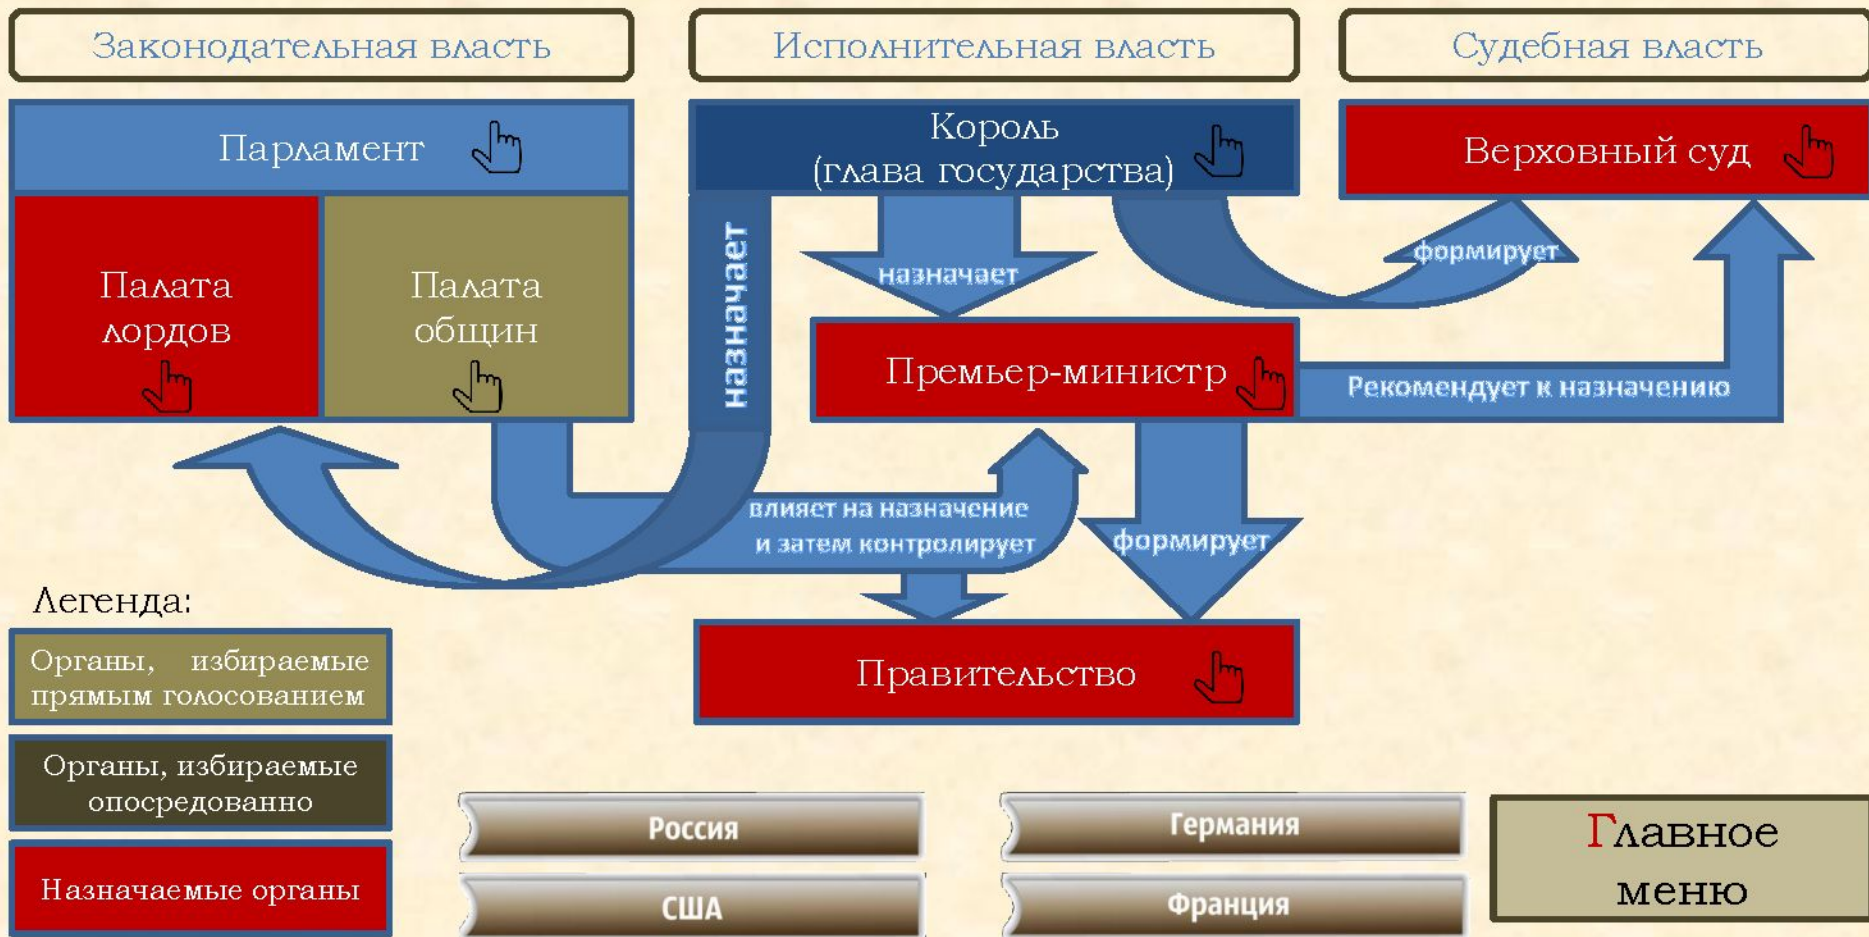 Законодательная власть
Исполнительная власть
Судебная власть
Парламент
Король
(глава государства)
Верховный суд
Палата
лордов
Палата
общин
назначает
назначает
формирует
Премьер-министр
Рекомендует к назначению
влияет на назначение
и затем контролирует
формирует
Правительство
Легенда:
Органы, избираемые
прямым голосованием
Органы, избираемые
опосредованно
Назначаемые органы
Россия
Германия
США
Франция
Главное
меню